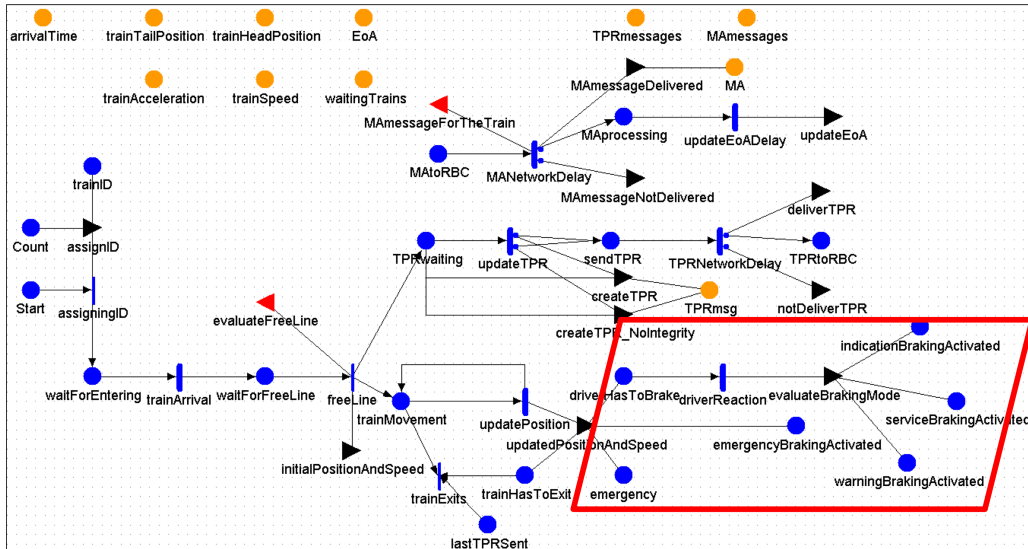 arrivalTime
trainTailPosition
trainHeadPosition
EoA
TPRmessages
MAmessages
trainAcceleration
trainSpeed
waitingTrains
MAmessageDelivered
MA
MAmessageForTheTrain
MAprocessing
updateEoADelay
updateEoA
MAtoRBC
MANetworkDelay
MAmessageNotDelivered
trainID
Count
assignID
Start
assigningID
deliverTPR
TPRwaiting
updateTPR
sendTPR
TPRNetworkDelay
TPRtoRBC
createTPR
TPRmsg
notDeliverTPR
evaluateFreeLine
createTPR_NoIntegrity
indicationBrakingActivated
waitForEntering
trainArrival
waitForFreeLine
freeLine
trainMovement
updatePosition
driverHasToBrake
driverReaction
evaluateBrakingMode
serviceBrakingActivated
updatedPositionAndSpeed
emergencyBrakingActivated
initialPositionAndSpeed
trainExits
trainHasToExit
emergency
warningBrakingActivated
lastTPRSent